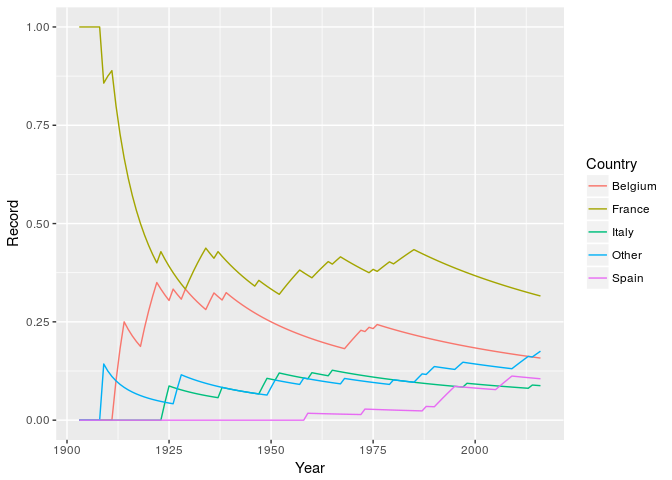 1.00
0.75
0.50
0.25
0.00
Record
1900
1925
1950
1975
2000
Year
Country
Belgium
France
Italy
Other
Spain